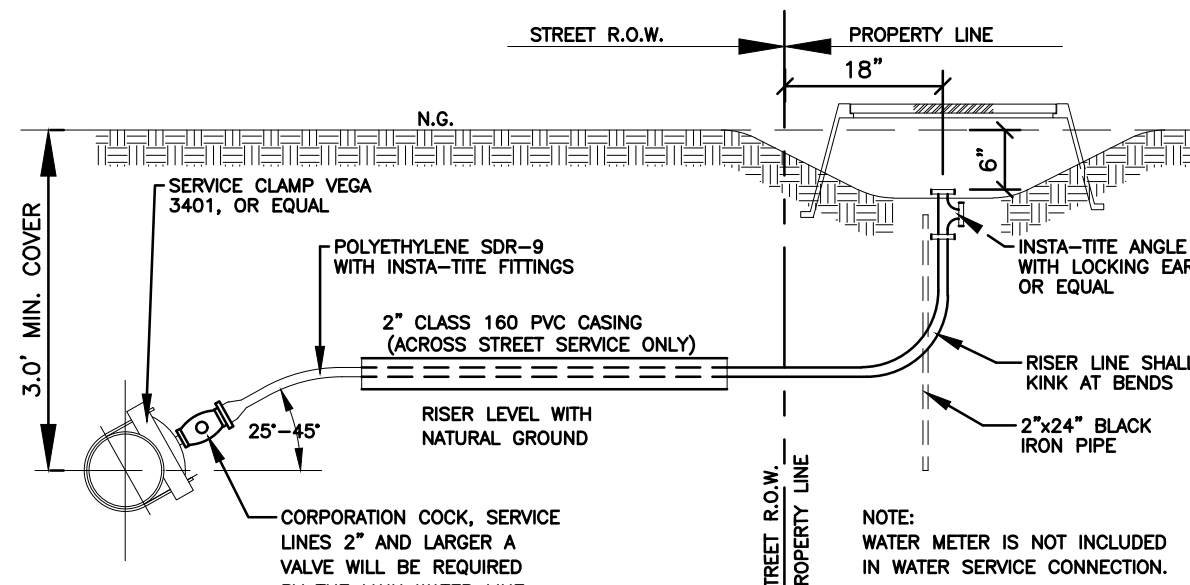 STREET R.O.W.
PROPERTY LINE
18"
N.G.
6"
3.0' MIN. COVER
SERVICE CLAMP VEGA
3401, OR EQUAL
POLYETHYLENE SDR-9
WITH INSTA-TITE FITTINGS
INSTA-TITE ANGLE
WITH LOCKING EAR
OR EQUAL
2" CLASS 160 PVC CASING
(ACROSS STREET SERVICE ONLY)
RISER LINE SHALL
KINK AT BENDS
RISER LEVEL WITH
NATURAL GROUND
25°-45°
2"x24" BLACK
IRON PIPE
STREET R.O.W.
PROPERTY LINE
CORPORATION COCK, SERVICE
LINES 2" AND LARGER A
VALVE WILL BE REQUIRED
NOTE:
WATER METER IS NOT INCLUDED
IN WATER SERVICE CONNECTION.